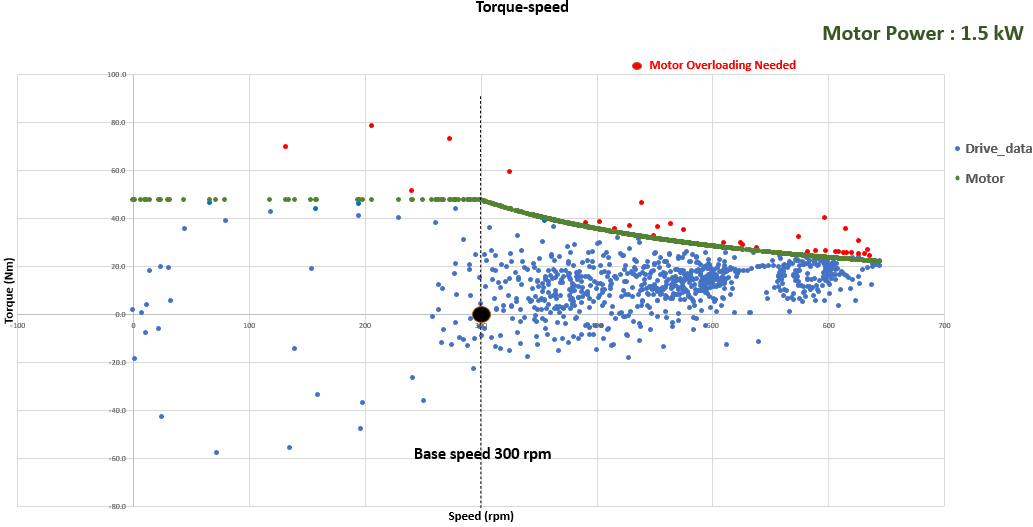 Torque-speed
Motor Power : 1.5 kW
Motor Overloading Needed
100.0
80.0
60.0
40.0
20.0
0.0
-20.0
-40.0
-60.0
-80.0
-100
0
100
200
500
600
700
Torque (Nm)
Drive_data
Motor
Base speed 300 rpm
Speed (rpm)